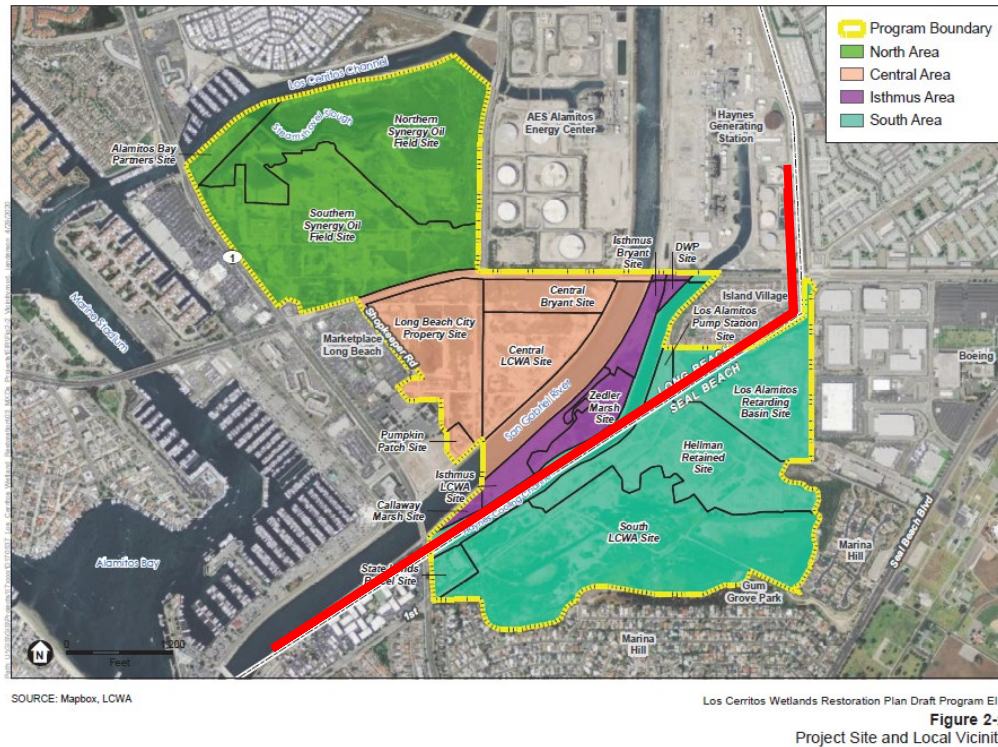 Program Boundary
North Area
Central Area
Isthmus Area
South Area
Los Cerritos Channel
Steamshovel Slough
Northern
Synergy Oil
Field Site
Alamitos Bay
Partners Site
Southern
Synergy Oil
Field Site
1
AES Alamitos
Energy Center
Haynes
Generating
Station
Isthmus
Bryant
Site
DWP
Site
Central
Bryant Site
Island Village
Los Alamitos
Pump Station
Site
Marine Stadium
Marketplace
Long Beach
Shopkeeper Rd
Long Beach City
Property Site
Central
LCWA Site
San Gabriel River
Zedler
Marsh
Site
LONG BEACH
SEAL BEACH
Los Alamitos
Retarding
Basin Site
Boeing
Hellman
Retained
Site
Pumpkin
Patch Site
Isthmus
LCWA
Site
Callaway
Marsh Site
South
LCWA Site
Alamitos Bay
Site
1st
Marina
Hill
Gum
Grove Park
Seal Beach Blvd
Marina
Hill
N
0
Feet
SOURCE: Mapbox, LCWA
Los Cerritos Wetlands Restoration Plan Draft Program EI
Figure 2-
Project Site and Local Vicinit